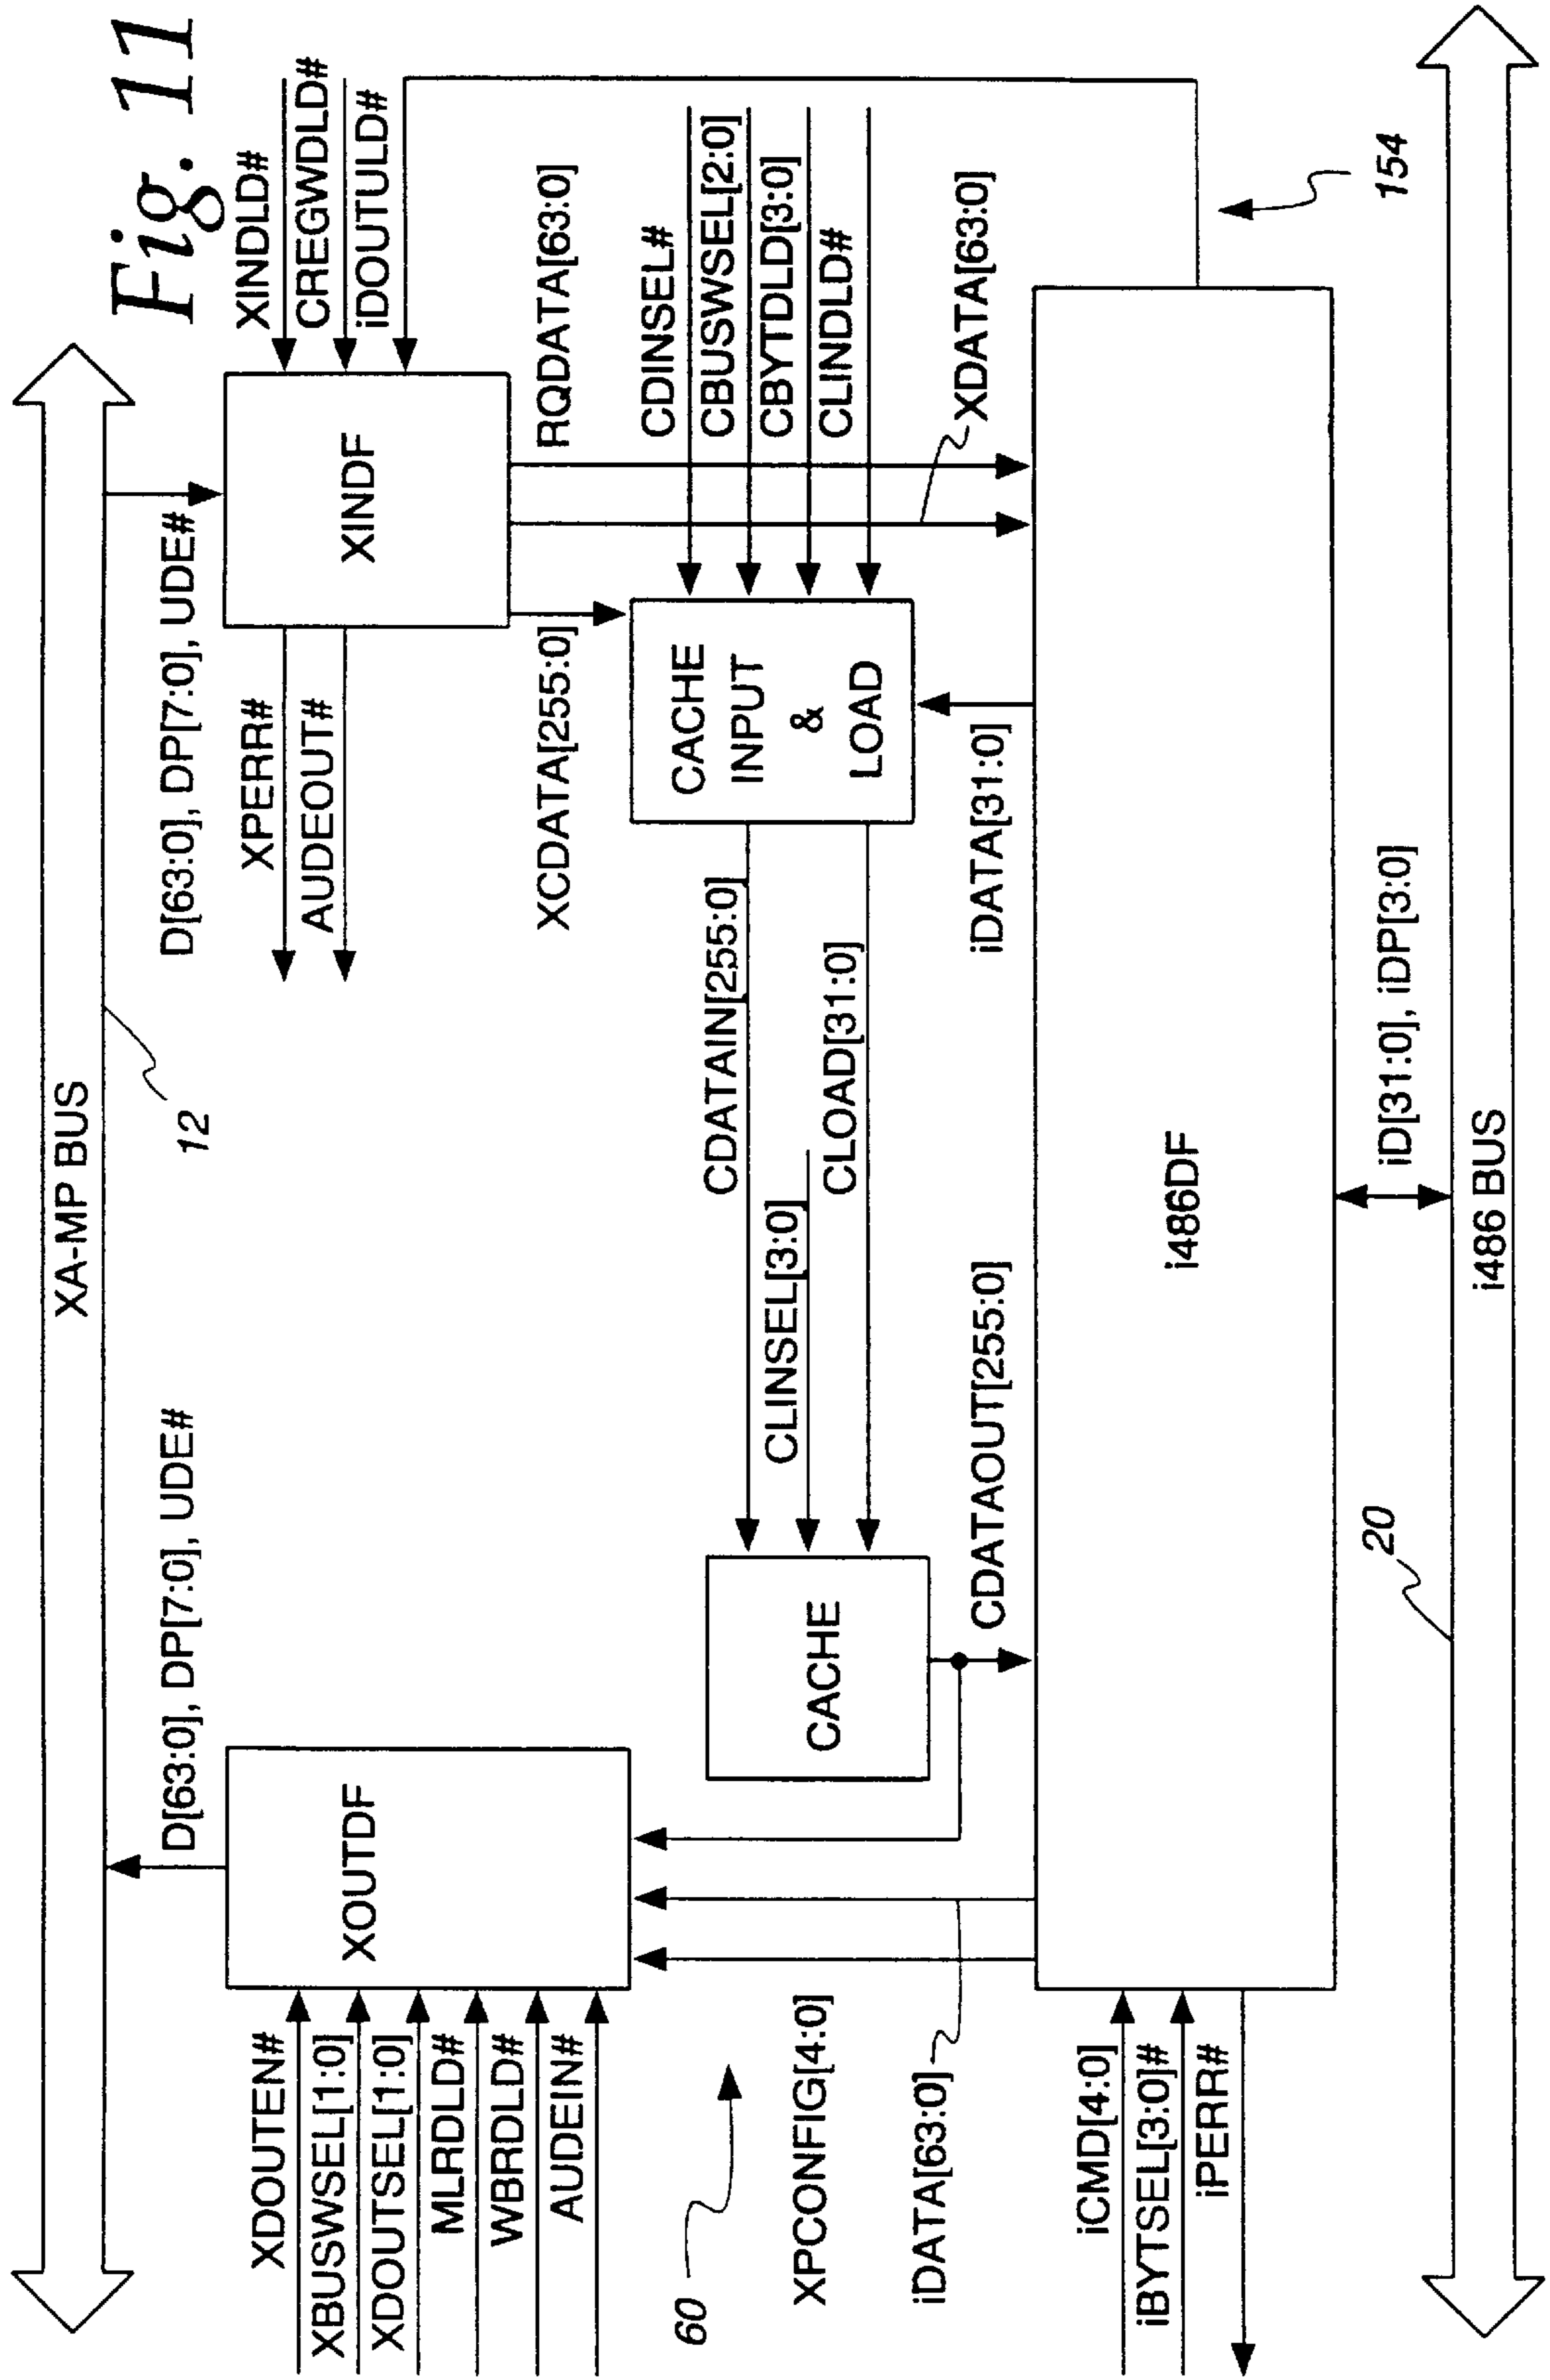 Fig. 11
XA-MP BUS
12
D[63:0], DP[7:0], UDE#
D[63:0], DP[7:0], UDE#
XDOUTEN#
XBUSWSEL[1:0]
XDOUTSEL[1:0]
MLRDLD#
WBRDLD#
AUDEIN#
XOUTDF
XPERR#
AUDEOUT#
XINDF
XINDLD#
CREGWDLD#
iDOUTULD#
XCDATA[255:0]
RQDATA[63:0]
CDINSEL#
CBUSWSEL[2:0]
CBYTDLD[3:0]
CLINDLD#
XDATA[63:0]
CACHE
INPUT
&
LOAD
CDATAIN[255:0]
CLINSEL[3:0]
CLOAD[31:0]
CACHE
60
XPCONFIG[4:0]
iDATA[63:0]
CDATAOUT[255:0]
iDATA[31:0]
iCMD[4:0]
iBYTSEL[3:0]#
iPERR#
i486DF
154
20
iD[31:0], iDP[3:0]
i486 BUS